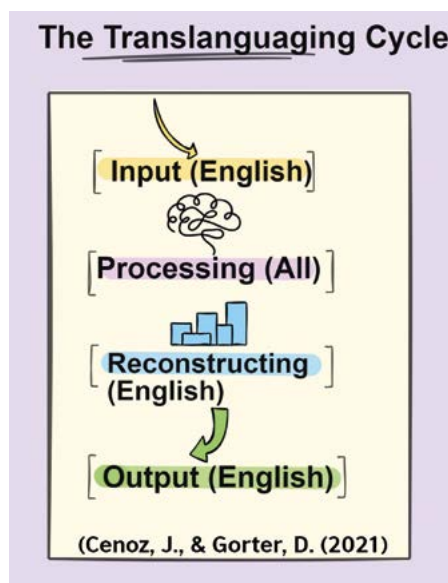 The Translanguaging Cycle
Input (English)
Processing (All)
Reconstructing
(English)
Output (English)
(Cenoz, J., & Gorter, D. (2021)